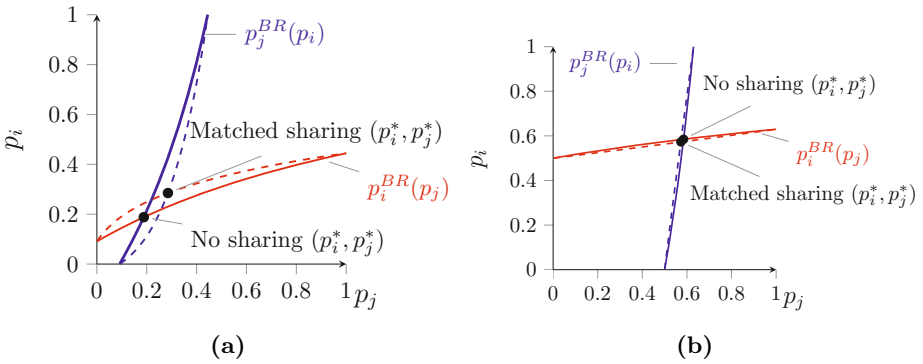 1
0.8
0.6
0.4
0.2
0
p_i
0 0.2 0.4 0.6 0.8 1 p_j
p_j^{BR}(p_i)
Matched sharing (p_i^*, p_j^*)
p_i^{BR}(p_j)
No sharing (p_i^*, p_j^*)
(a)
1
0.8
0.6
0.4
0.2
0
p_i
0 0.2 0.4 0.6 0.8 1 p_j
p_j^{BR}(p_i)
No sharing (p_i^*, p_j^*)
p_i^{BR}(p_j)
Matched sharing (p_i^*, p_j^*)
(b)